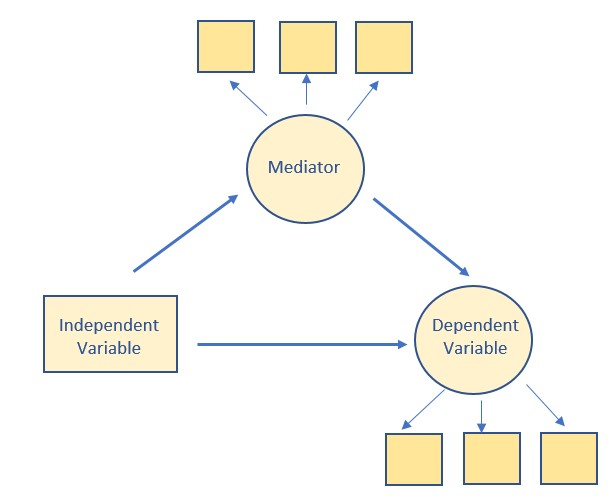 Mediator
Independent
Variable
Dependent
Variable